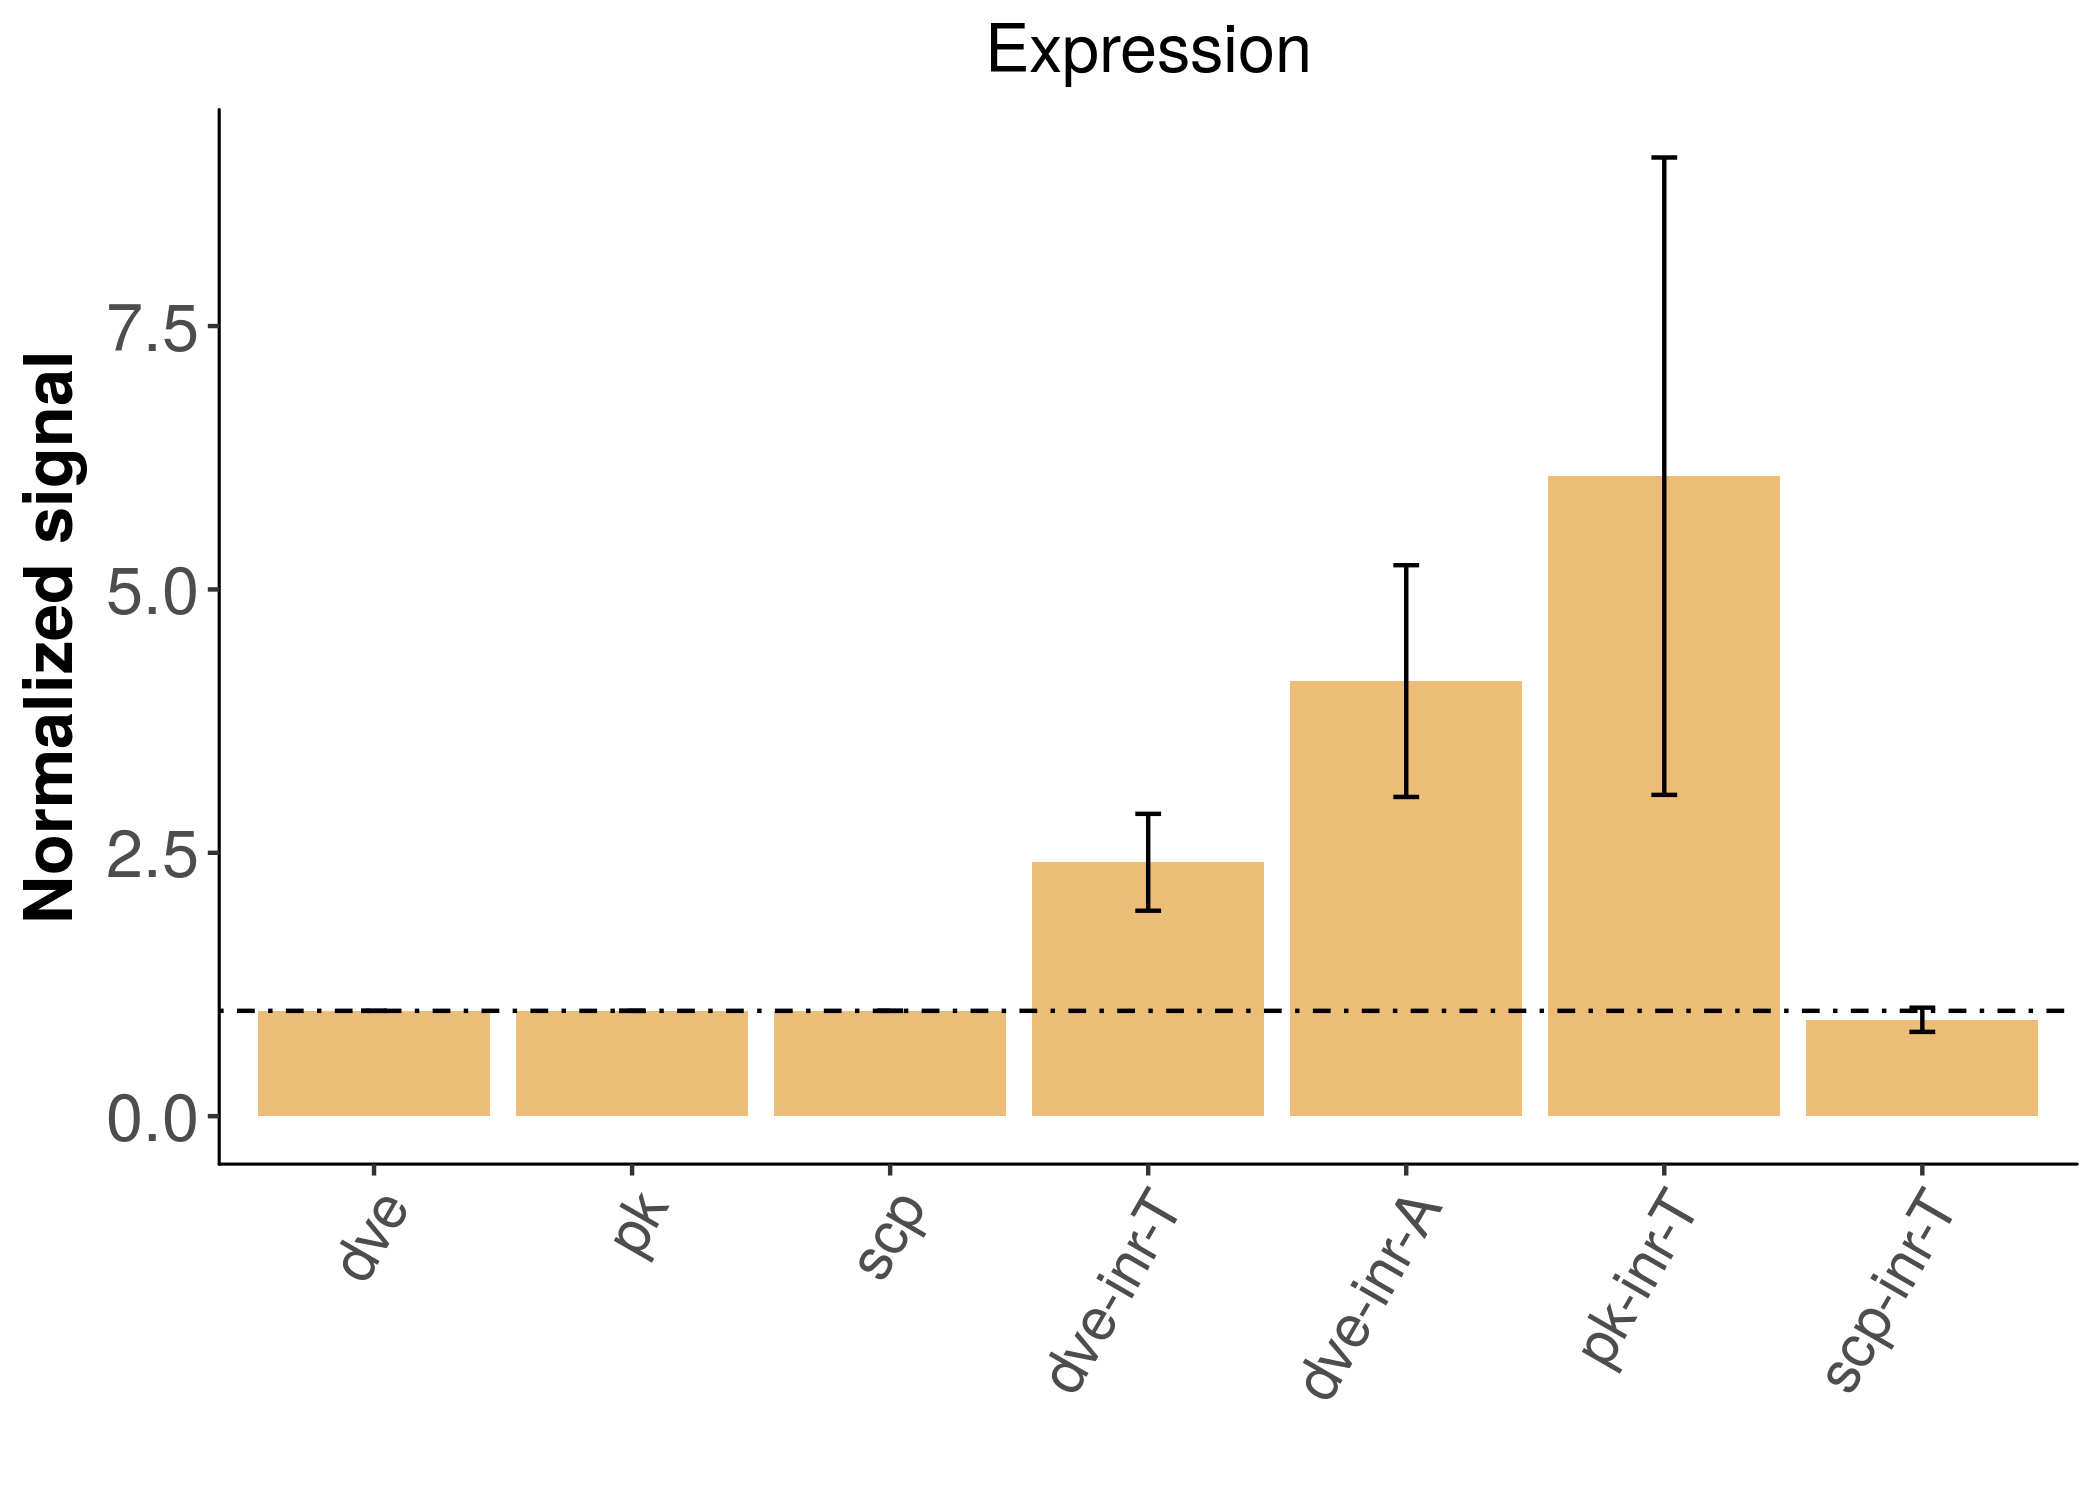 Expression
Normalized signal
7.5
5.0
2.5
0.0
dve
pk
scp
dve-inr-T
dve-inr-A
pk-inr-T
scp-inr-T